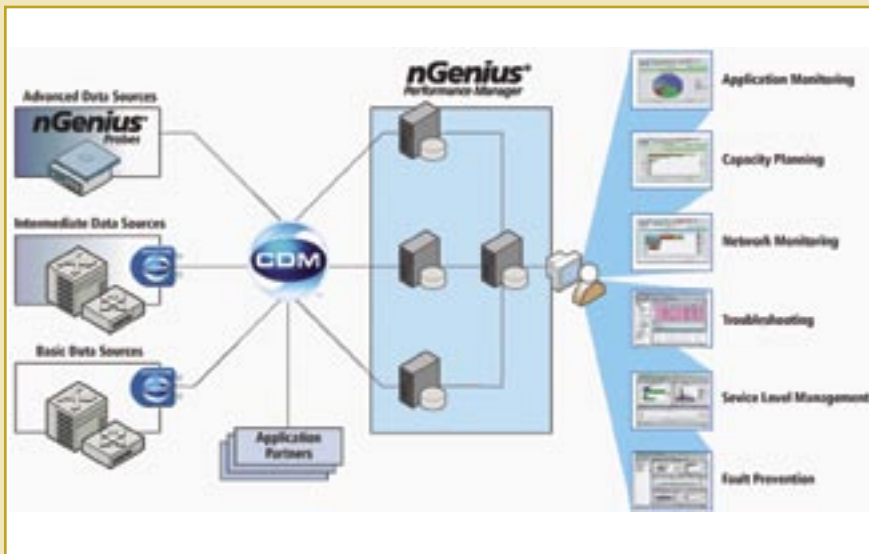 Advanced Data Sources
nGenius
Probes
Intermediate Data Sources
Basic Data Sources
CDM
Application
Partners
nGenius
Performance Manager
Application Monitoring
Capacity Planning
Network Monitoring
Troubleshooting
Sevice Level Management
Fault Prevention